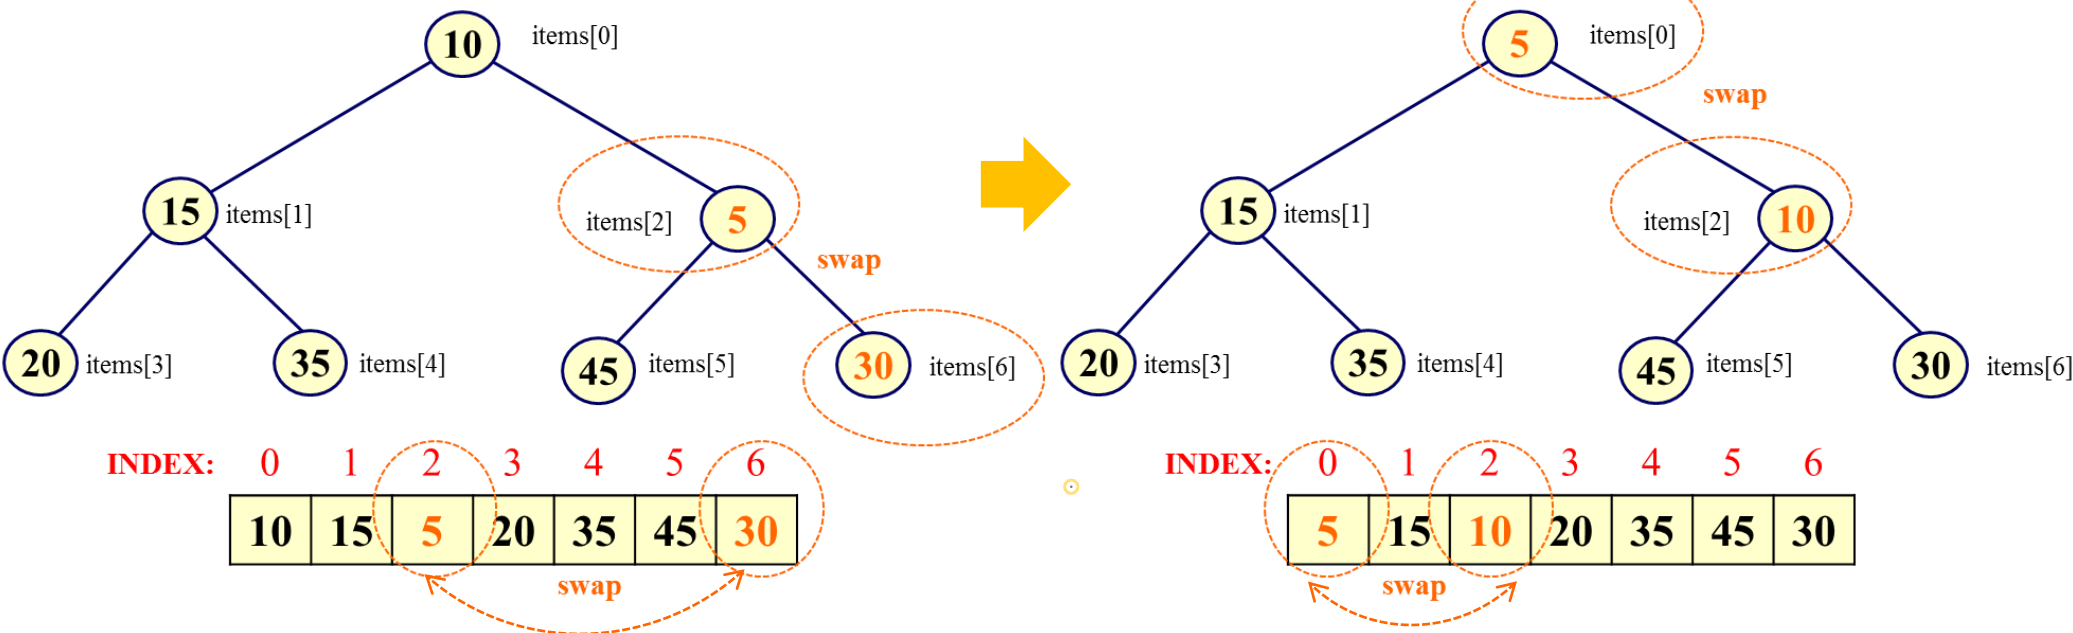 10 items[0]
15 items[1]
items[2] 5
swap
20 items[3]
35 items[4]
45 items[5]
30 items[6]
INDEX: 0 1 2 3 4 5 6
10 15 5 20 35 45 30
swap
5 items[0]
swap
15 items[1]
items[2] 10
20 items[3]
35 items[4]
45 items[5]
30 items[6]
INDEX: 0 1 2 3 4 5 6
5 15 10 20 35 45 30
swap